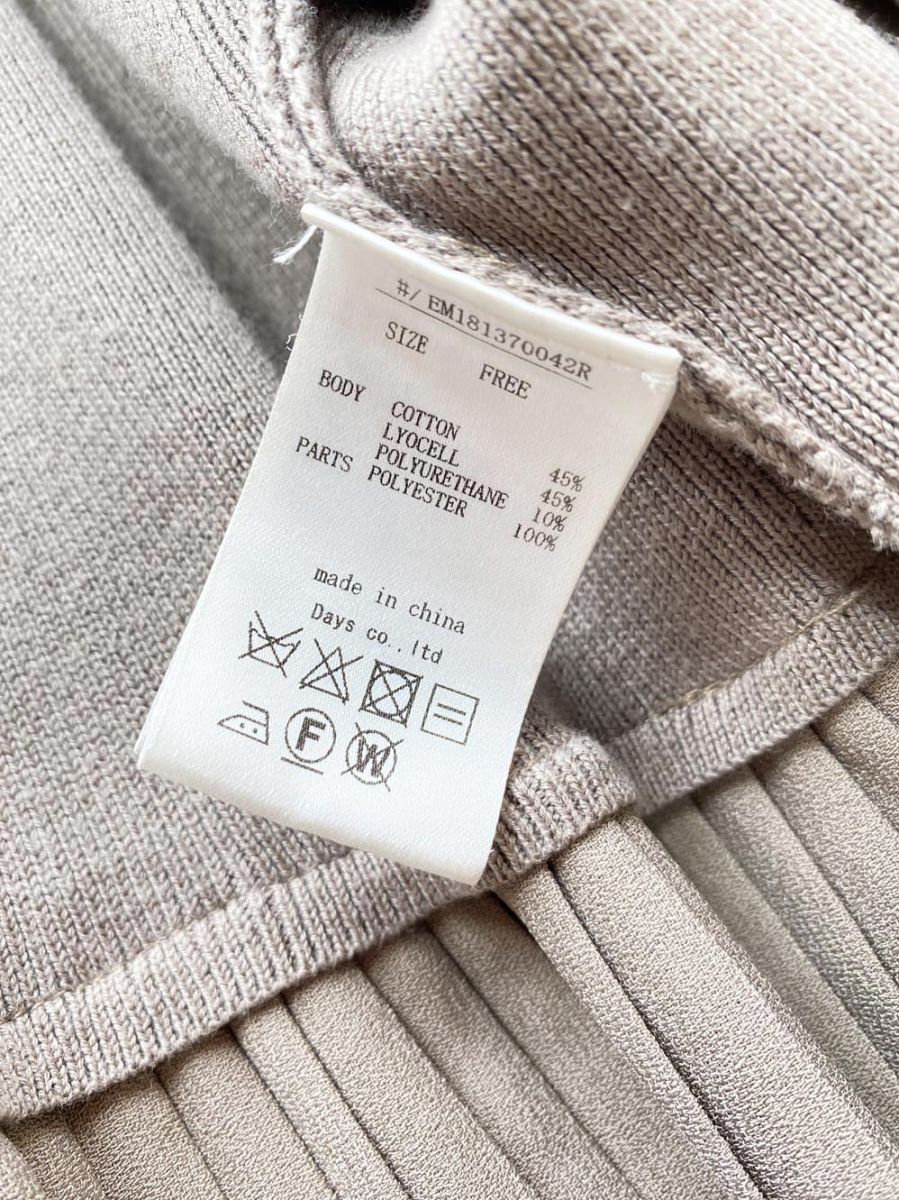 #/ EM181370042R
SIZE FREE
BODY COTTON 45%
LYOCELL 45%
POLYURETHANE 10%
PARTS POLYESTER 100%
made in china
Days co.,ltd
F W